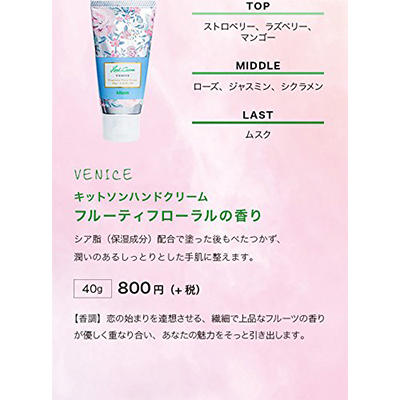 TOP
ストロベリー、ラズベリー、
マンゴー
MIDDLE
ローズ、ジャスミン、シクラメン
LAST
ムスク
Hand Cream
VENICE
kitson
VENICE
キットソンハンドクリーム
フルーティフローラルの香り
シア脂（保湿成分）配合で塗った後もべたつかず、
潤いのあるしっとりとした手肌に整えます。
40g 800円（+税）
【香調】恋の始まりを連想させる、繊細で上品なフルーツの香り
が優しく重なり合い、あなたの魅力をそっと引き出します。